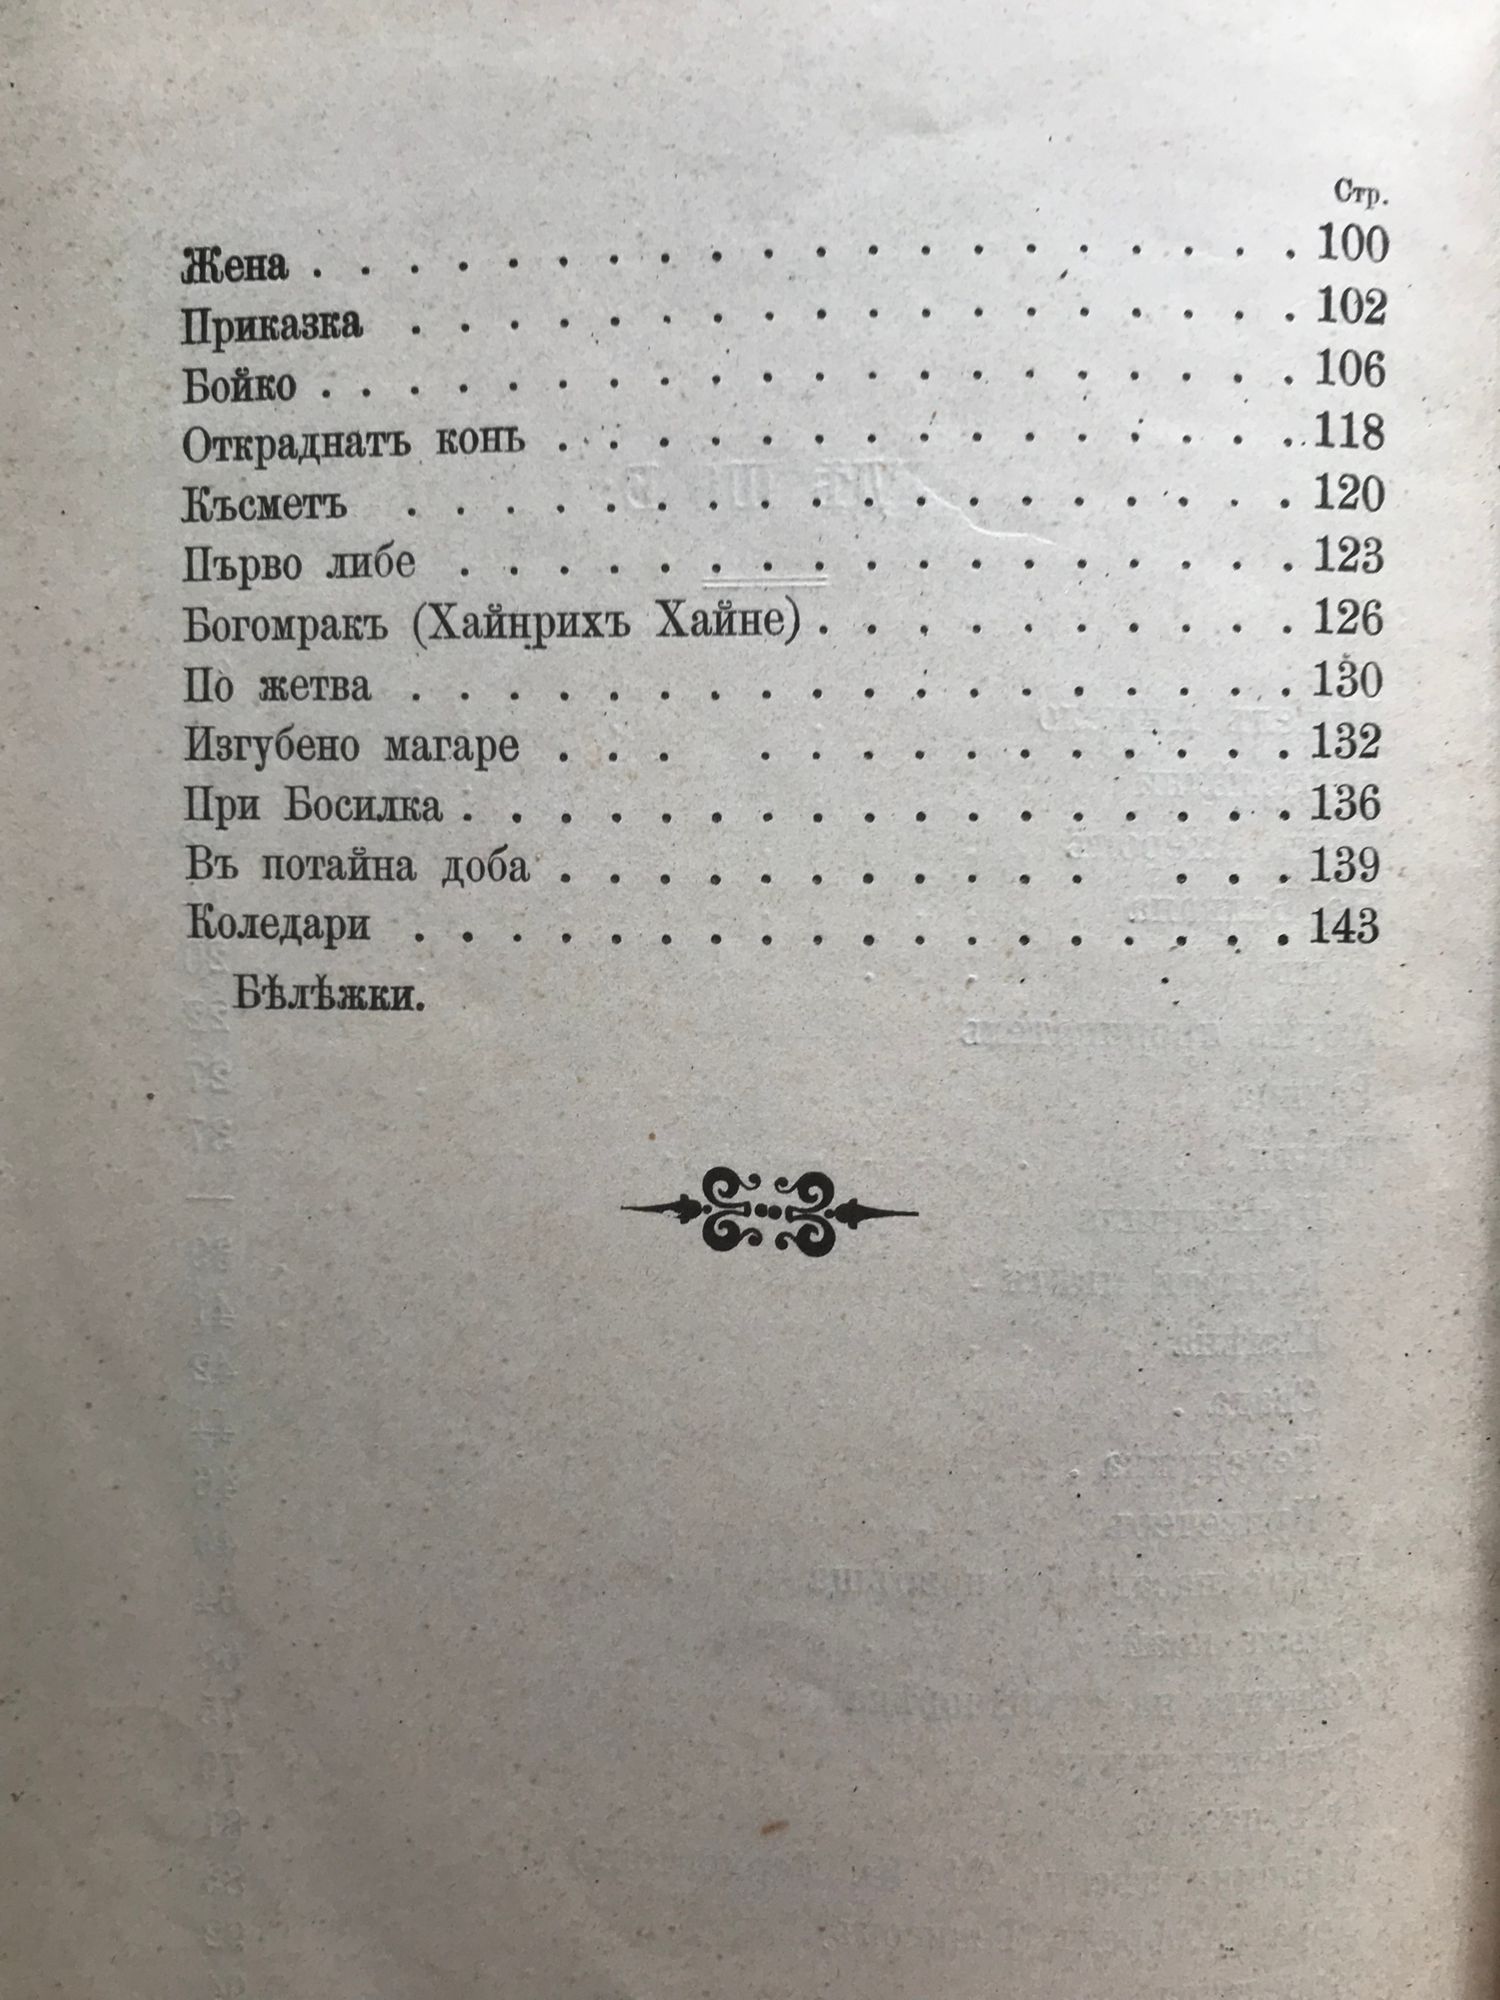 Стр.
Жена . . . . . . . . . . . . . . . . . . . . 100
Приказка . . . . . . . . . . . . . . . . . . 102
Бойко . . . . . . . . . . . . . . . . . . . . 106
Откраднатъ конь . . . . . . . . . . . . . . . 118
Късметъ . . . . . . . . . . . . . . . . . . 120
Първо либе . . . . . . . . . . . . . . . . . 123
Богомракъ (Хайнрихъ Хайне) . . . . . . . . . . 126
По жетва . . . . . . . . . . . . . . . . . . 130
Изгубено магаре . . . . . . . . . . . . . . 132
При Босилка . . . . . . . . . . . . . . . . . 136
Въ потайна доба . . . . . . . . . . . . . . 139
Коледари . . . . . . . . . . . . . . . . . . 143
Бѣлѣжки.